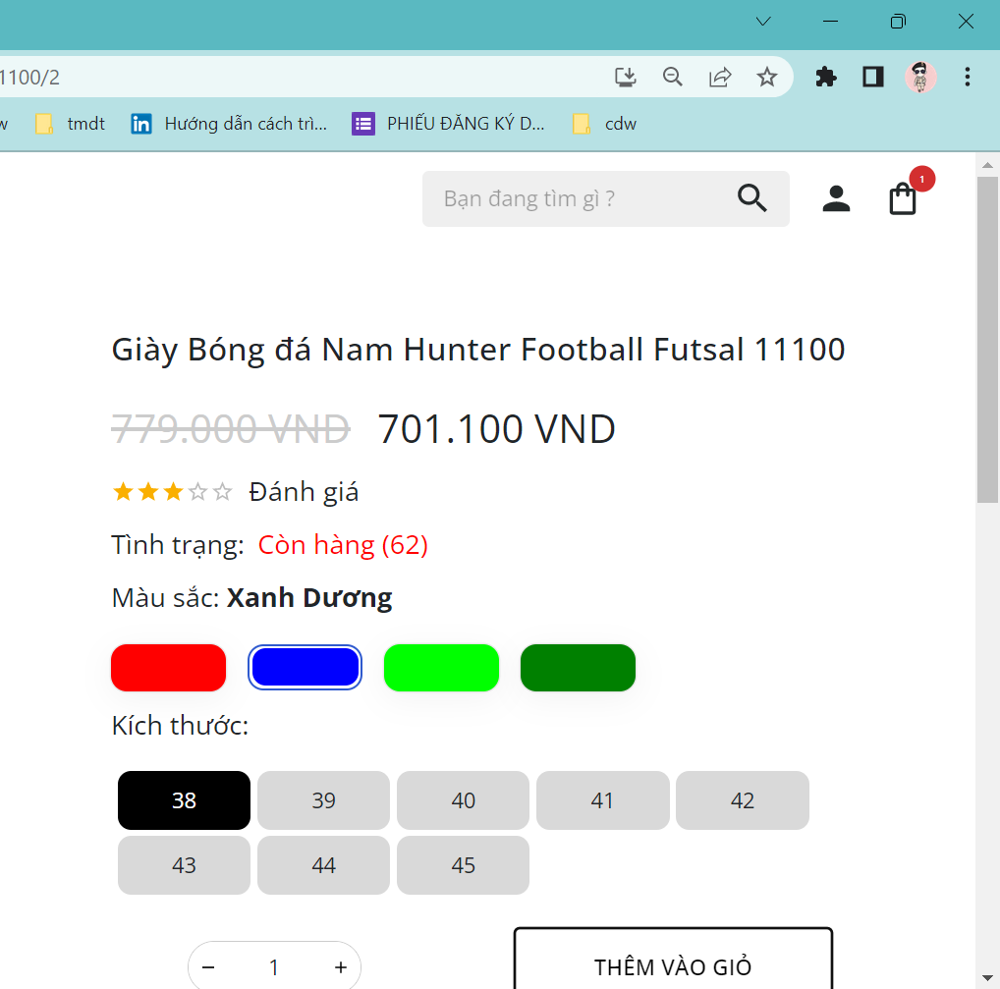 1100/2
w tmdt in Hướng dẫn cách trì... PHIẾU ĐĂNG KÝ D... cdw
Bạn đang tìm gì ?
1
Giày Bóng đá Nam Hunter Football Futsal 11100
779.000 VND 701.100 VND
Đánh giá
Tình trạng: Còn hàng (62)
Màu sắc: Xanh Dương
Kích thước:
38 39 40 41 42
43 44 45
− 1 + THÊM VÀO GIỎ